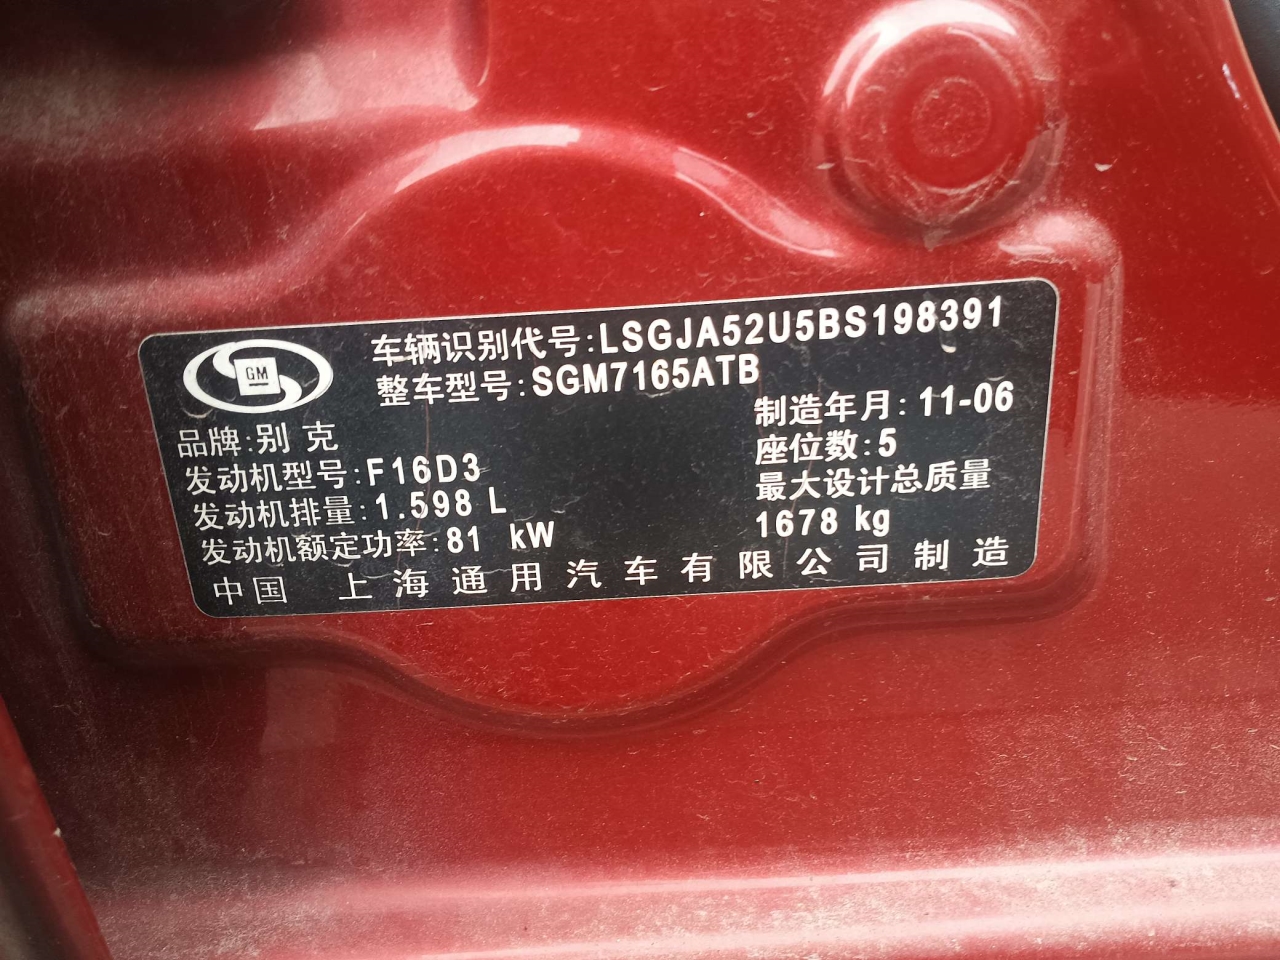 GM
车辆识别代号:LSGJA52U5BS198391
整车型号:SGM7165ATB
品牌:别克
制造年月:11-06
发动机型号:F16D3
座位数:5
发动机排量:1.598 L
最大设计总质量
发动机额定功率:81 kW
1678 kg
中国 上海通用汽车有限公司制造